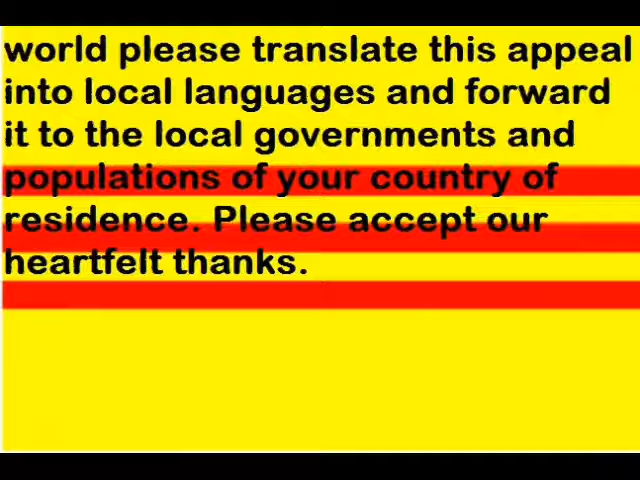 world please translate this appeal
into local languages and forward
it to the local governments and
populations of your country of
residence. Please accept our
heartfelt thanks.